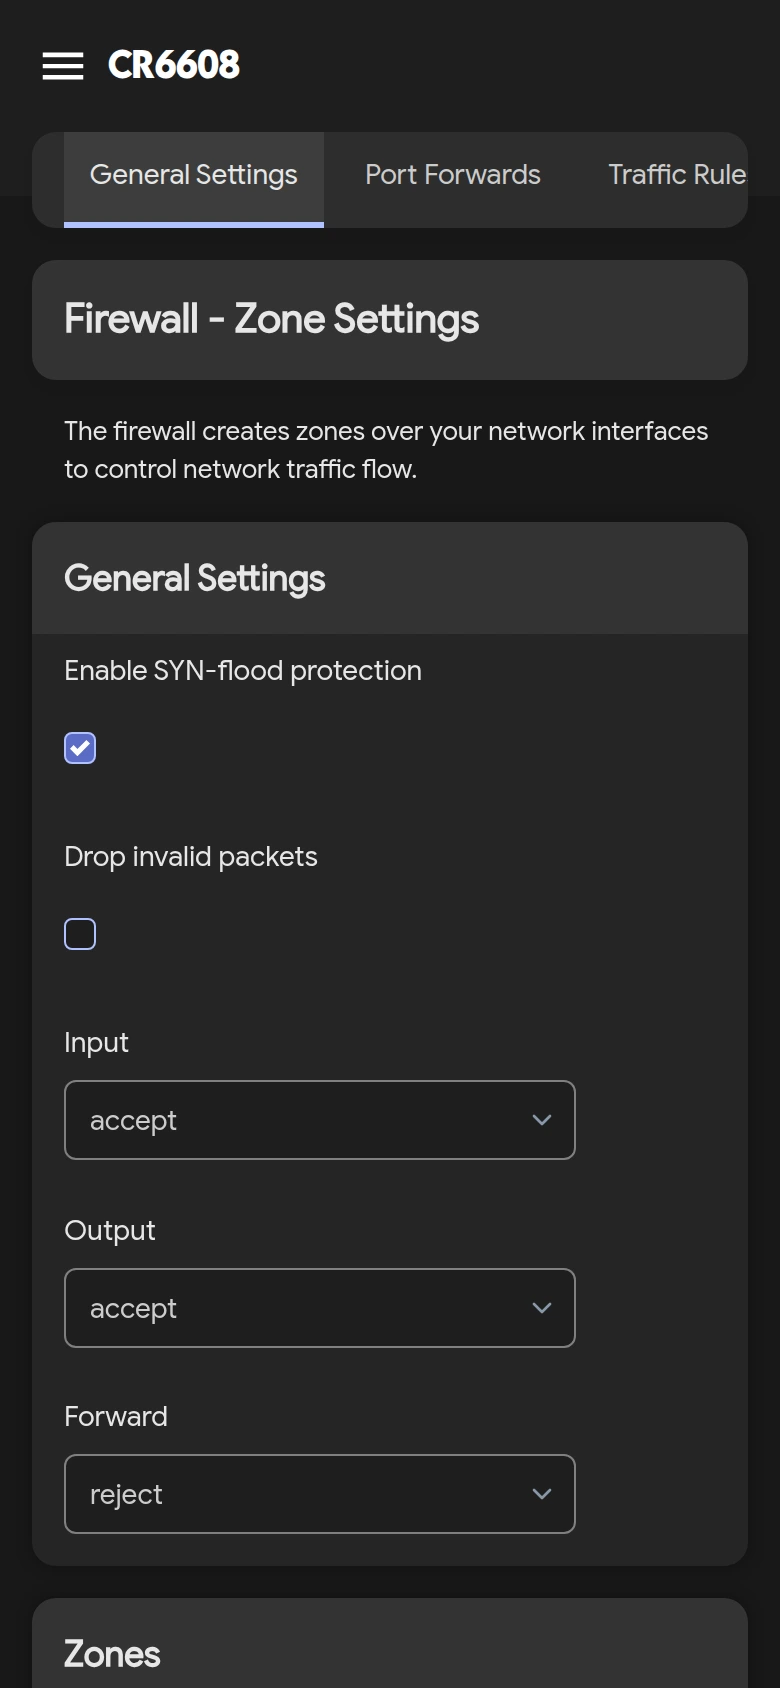 CR6608
General Settings
Port Forwards
Traffic Rule
Firewall - Zone Settings
The firewall creates zones over your network interfaces
to control network traffic flow.
General Settings
Enable SYN-flood protection
Drop invalid packets
Input
accept
Output
accept
Forward
reject
Zones